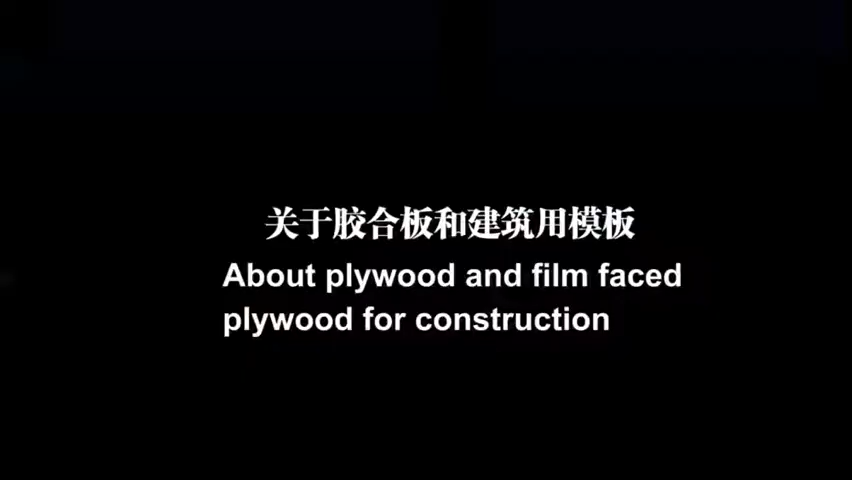 关于胶合板和建筑用模板
About plywood and film faced
plywood for construction